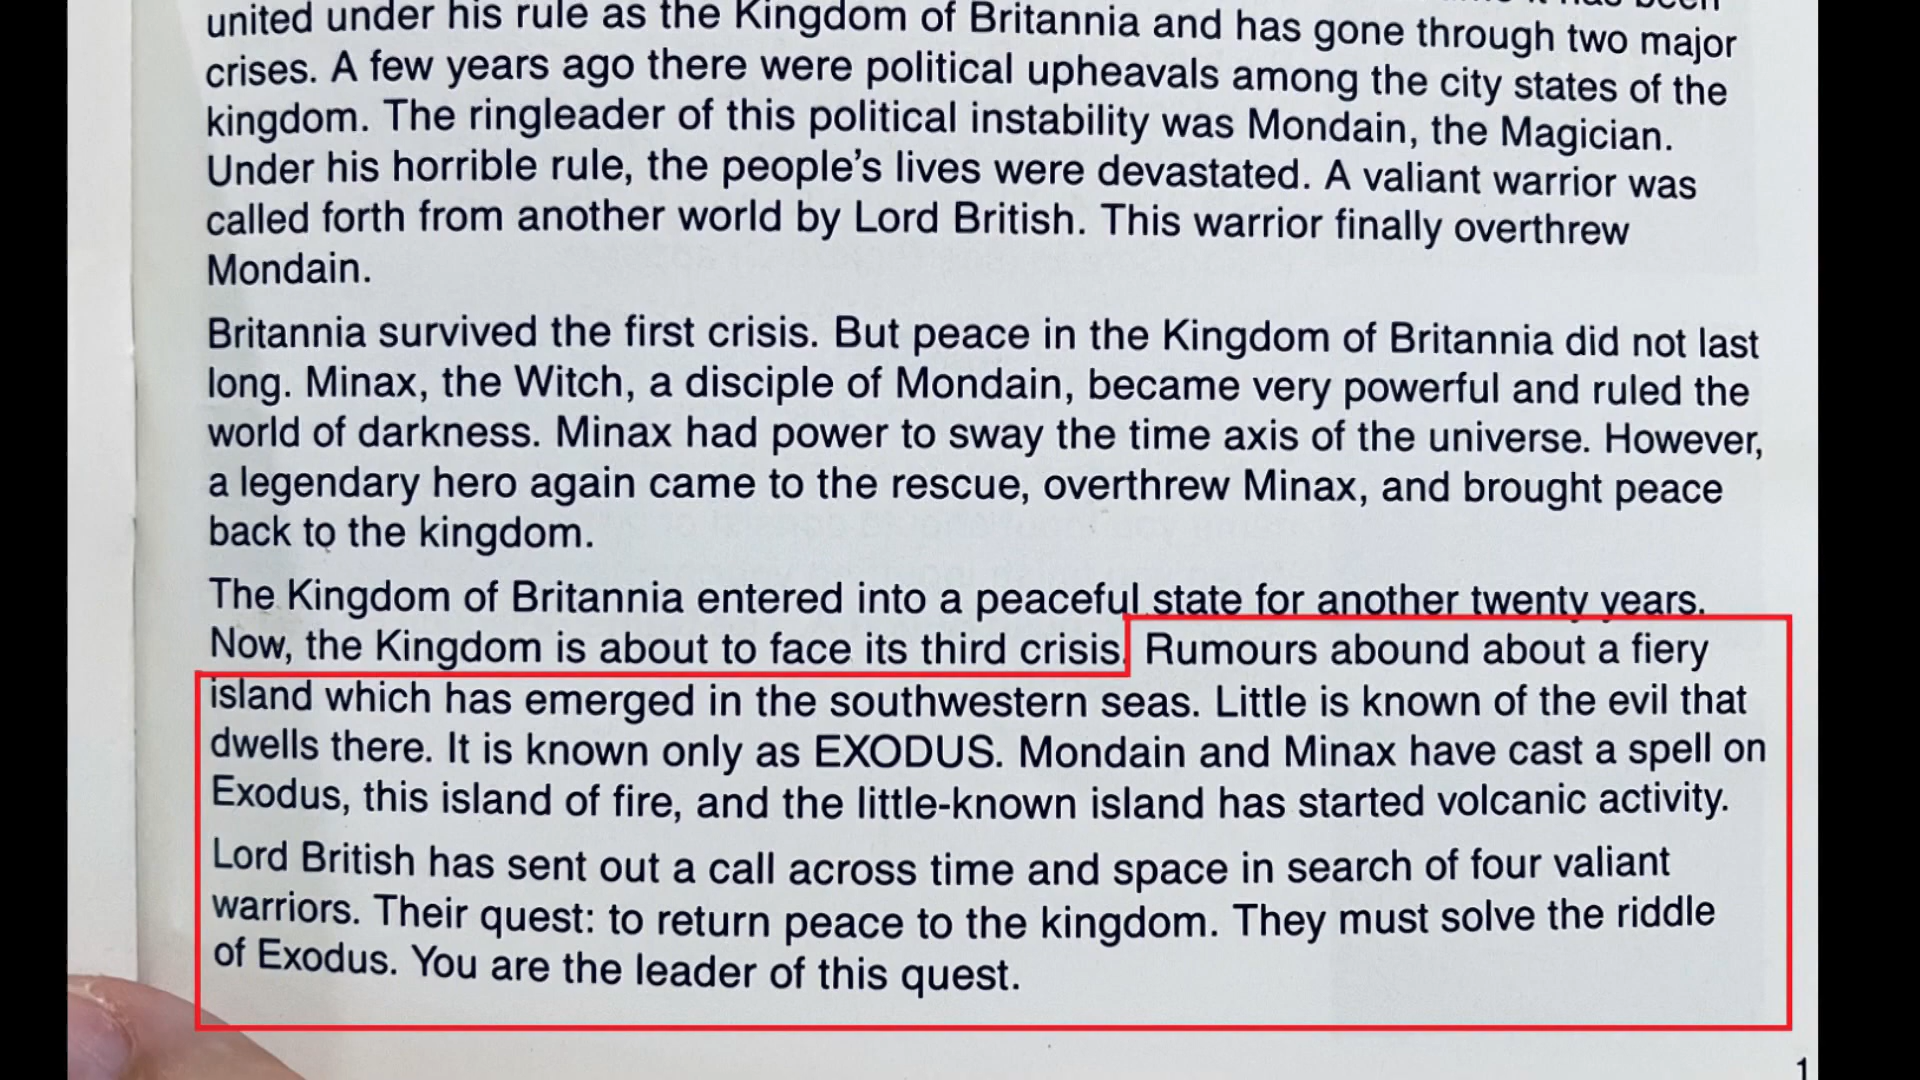 united under his rule as the Kingdom of Britannia and has gone through two major
crises. A few years ago there were political upheavals among the city states of the
kingdom. The ringleader of this political instability was Mondain, the Magician.
Under his horrible rule, the people's lives were devastated. A valiant warrior was
called forth from another world by Lord British. This warrior finally overthrew
Mondain.
Britannia survived the first crisis. But peace in the Kingdom of Britannia did not last
long. Minax, the Witch, a disciple of Mondain, became very powerful and ruled the
world of darkness. Minax had power to sway the time axis of the universe. However,
a legendary hero again came to the rescue, overthrew Minax, and brought peace
back to the kingdom.
The Kingdom of Britannia entered into a peaceful state for another twenty years.
Now, the Kingdom is about to face its third crisis. Rumours abound about a fiery
island which has emerged in the southwestern seas. Little is known of the evil that
dwells there. It is known only as EXODUS. Mondain and Minax have cast a spell on
Exodus, this island of fire, and the little-known island has started volcanic activity.
Lord British has sent out a call across time and space in search of four valiant
warriors. Their quest: to return peace to the kingdom. They must solve the riddle
of Exodus. You are the leader of this quest.
1